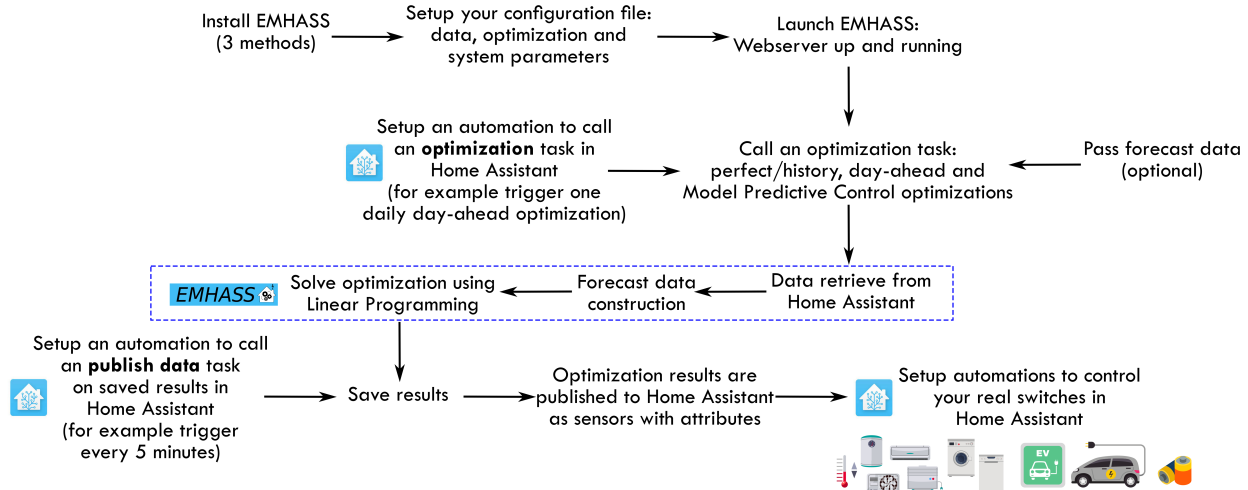 Install EMHASS
(3 methods)
Setup your configuration file:
data, optimization and
system parameters
Launch EMHASS:
Webserver up and running
Setup an automation to call
an optimization task in
Home Assistant
(for example trigger one
daily day-ahead optimization)
Call an optimization task:
perfect/history, day-ahead and
Model Predictive Control optimizations
Pass forecast data
(optional)
EMHASS
Solve optimization using
Linear Programming
Forecast data
construction
Data retrieve from
Home Assistant
Setup an automation to call
an publish data task
on saved results in
Home Assistant
(for example trigger
every 5 minutes)
Save results
Optimization results are
published to Home Assistant
as sensors with attributes
Setup automations to control
your real switches in
Home Assistant
EV